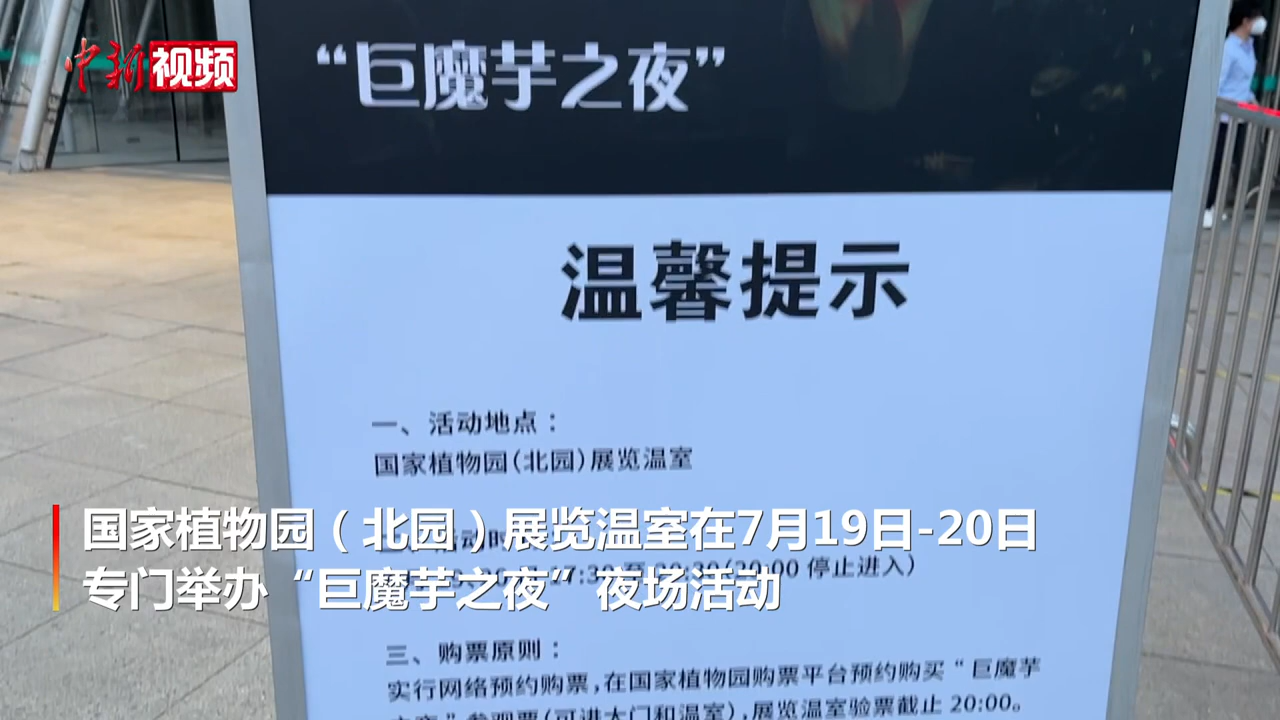 中新视频
“巨魔芋之夜”
温馨提示
一、活动地点：
国家植物园(北园)展览温室
国家植物园（北园）展览温室在7月19日-20日
(20:00 停止进入)
专门举办“巨魔芋之夜”夜场活动
三、购票原则：
实行网络预约购票,在国家植物园购票平台预约购买“巨魔芋
参观票(可进大门和温室),展览温室验票截止 20:00。